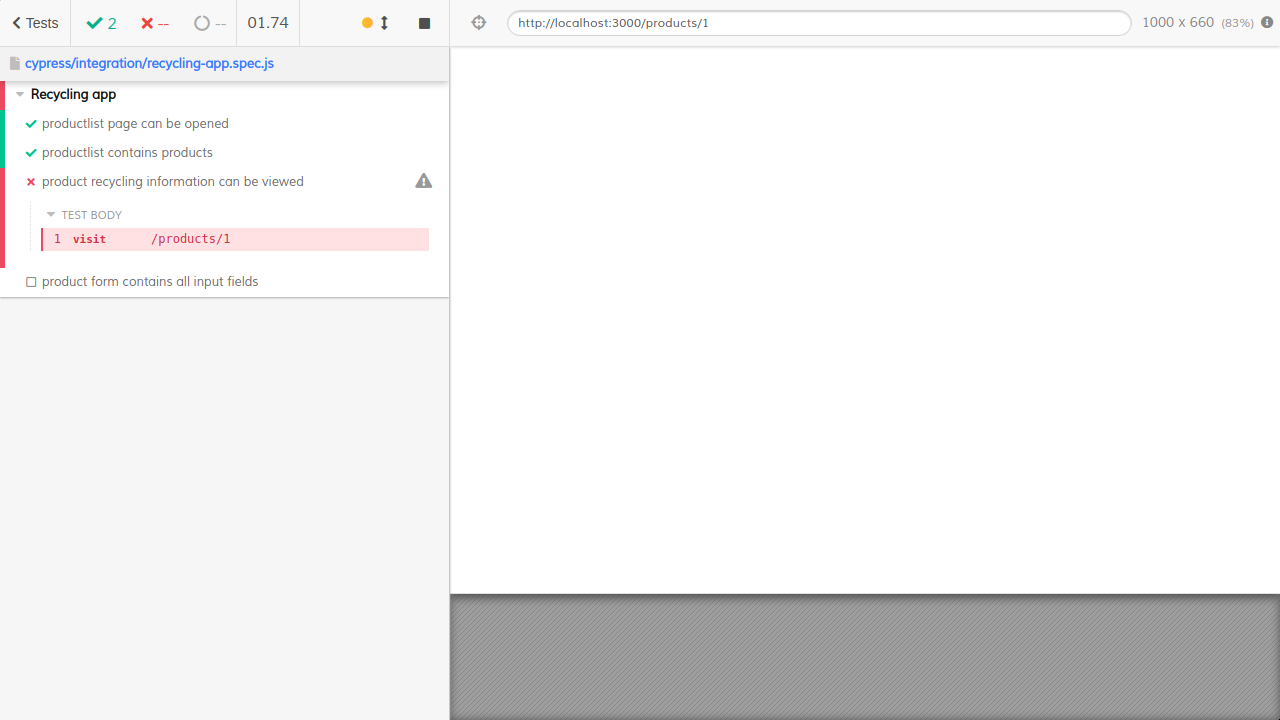 Tests 2 -- -- 01.74
http://localhost:3000/products/1 1000 x 660 (83%)
cypress/integration/recycling-app.spec.js
Recycling app
productlist page can be opened
productlist contains products
product recycling information can be viewed
TEST BODY
1 visit /products/1
product form contains all input fields